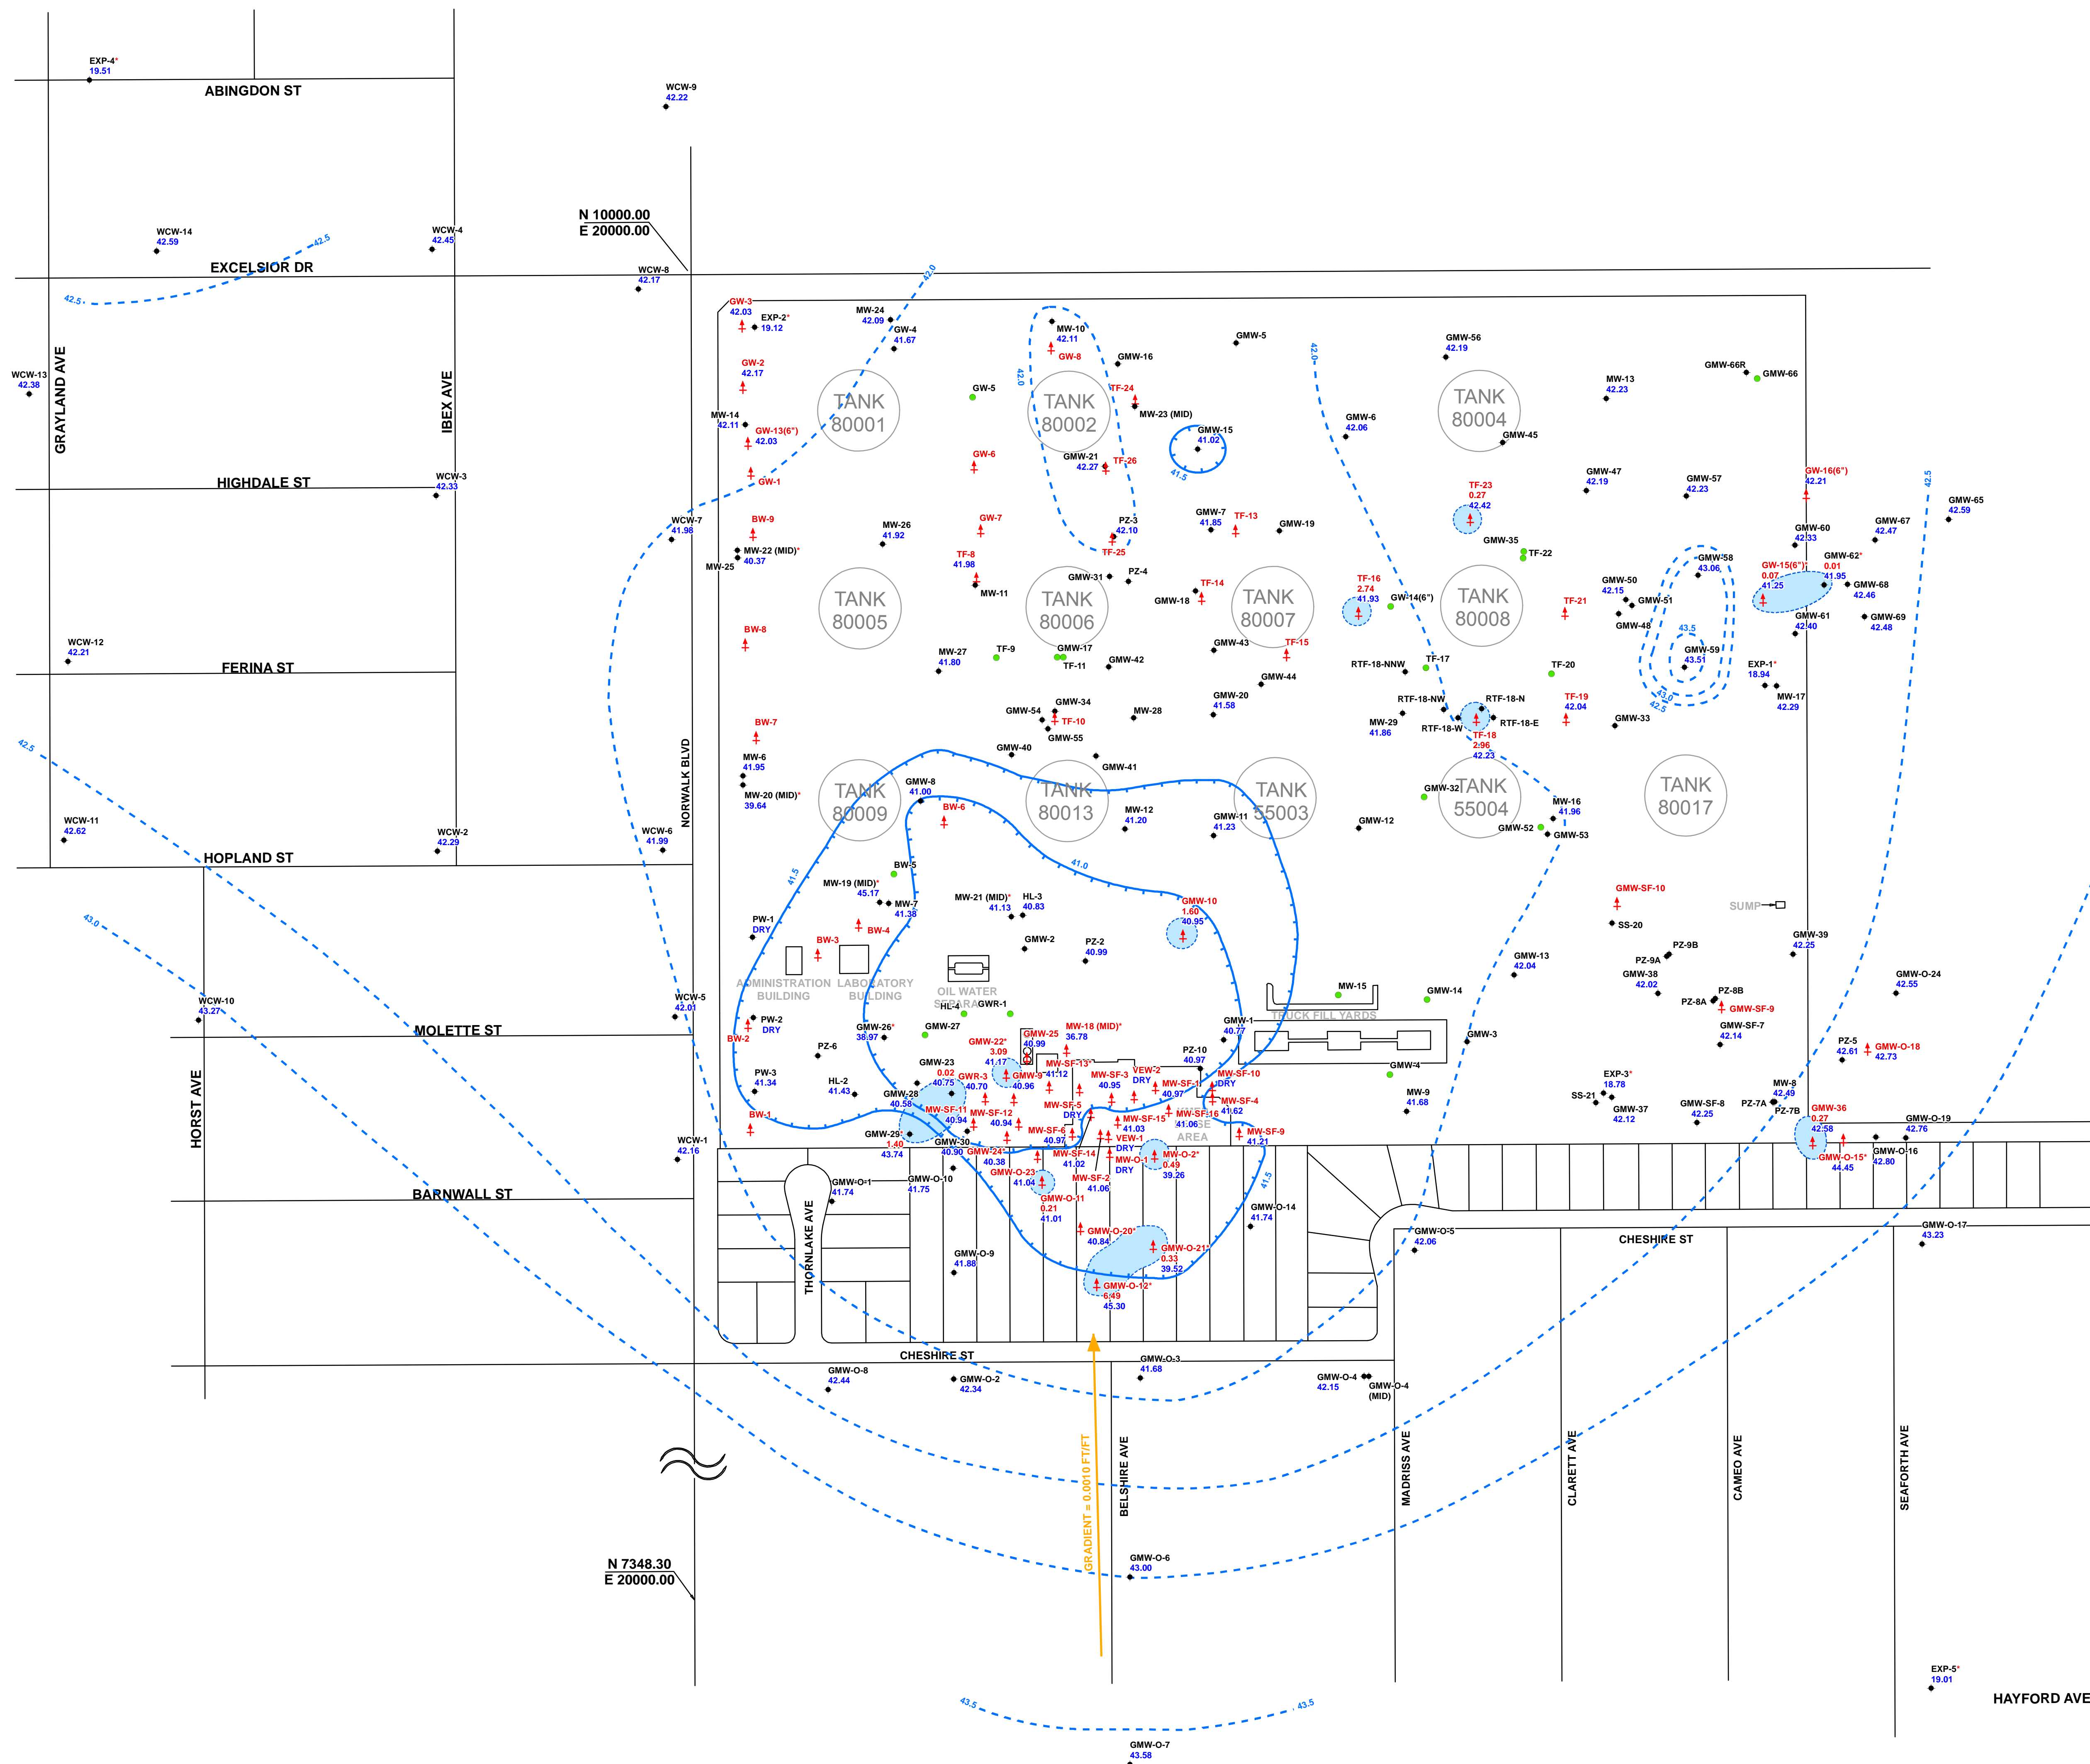 EXP-4*
19.51
ABINGDON ST
WCW-9
42.22
N 10000.00
E 20000.00
WCW-14
42.59
42.5
WCW-4
42.45
EXCELSIOR DR
WCW-8
42.17
42.5
42.0
GW-3
42.03
EXP-2*
19.12
MW-24
42.09
GW-4
41.67
MW-10
42.11
GW-8
GMW-16
GMW-5
42.0
GMW-56
42.19
GMW-66R
GMW-66
GRAYLAND AVE
IBEX AVE
WCW-13
42.38
GW-2
42.17
TANK
80001
GW-5
42.0
TANK
80002
TF-24
MW-23 (MID)
TANK
80004
MW-13
42.23
MW-14
42.11
GW-13(6")
42.03
GMW-15
41.02
41.5
GMW-6
42.06
GMW-45
HIGHDALE ST
WCW-3
42.33
GW-1
GW-6
GMW-21
42.27
TF-26
TF-23
0.27
42.42
GMW-47
42.19
GMW-57
42.23
GW-16(6")
42.21
42.5
GMW-65
42.59
WCW-7
41.98
BW-9
MW-26
41.92
GW-7
PZ-3
42.10
TF-25
GMW-7
41.85
TF-13
GMW-19
GMW-35
TF-22
GMW-60
42.33
GMW-67
42.47
MW-22 (MID)*
40.37
MW-25
TF-8
41.98
MW-11
GMW-31
PZ-4
GMW-18
TF-14
TF-16
2.74
41.93
GW-14(6")
TF-21
GMW-50
42.15
GMW-51
GMW-48
GMW-58
43.06
GW-15(6")*
0.07
41.25
GMW-62*
0.01
41.95
GMW-68
42.46
GMW-61
42.40
GMW-69
42.48
TANK
80005
TANK
80006
TANK
80007
TANK
80008
BW-8
43.5
WCW-12
42.21
FERINA ST
MW-27
41.80
TF-9
GMW-17
TF-11
GMW-42
GMW-43
TF-15
GMW-44
RTF-18-NNW
TF-17
TF-20
GMW-59
43.51
43.0
42.5
EXP-1*
18.94
MW-17
42.29
GMW-54
GMW-34
TF-10
GMW-55
MW-28
GMW-20
41.58
MW-29
41.86
RTF-18-NW
RTF-18-N
RTF-18-W
RTF-18-E
TF-18
2.96
42.23
TF-19
42.04
GMW-33
42.5
BW-7
NORWALK BLVD
MW-6
41.95
MW-20 (MID)*
39.64
GMW-40
GMW-41
GMW-8
41.00
BW-6
TANK
80009
TANK
80013
TANK
55003
TANK
55004
TANK
80017
MW-12
41.20
GMW-11
41.23
GMW-12
GMW-32
MW-16
41.96
GMW-52
GMW-53
WCW-11
42.62
WCW-2
42.29
WCW-6
41.99
HOPLAND ST
41.5
41.0
BW-5
MW-19 (MID)*
45.17
MW-7
41.38
MW-21 (MID)*
41.13
HL-3
40.83
GMW-10
1.60
40.95
GMW-SF-10
SUMP
SS-20
43.0
PW-1
DRY
BW-3
BW-4
GMW-2
PZ-2
40.99
GMW-13
42.04
PZ-9B
PZ-9A
GMW-38
42.02
GMW-39
42.25
ADMINISTRATION
BUILDING
LABORATORY
BUILDING
OIL WATER
HL-4
GWR-1
MW-15
GMW-14
TRUCK FILL YARDS
PZ-8B
PZ-8A
GMW-SF-9
GMW-O-24
42.55
WCW-10
43.27
WCW-5
42.01
MOLETTE ST
PW-2
DRY
BW-2
PZ-6
GMW-26*
38.97
GMW-27
GMW-22*
3.09
41.17
GMW-25
40.99
MW-18 (MID)*
36.78
GMW-1
40.77
GMW-3
GMW-SF-7
42.14
PZ-5
42.61
GMW-O-18
42.73
PW-3
41.34
HL-2
41.43
GMW-23
0.02
40.75
GWR-3
40.70
GMW-9
40.96
MW-SF-13*
41.12
MW-SF-3
40.95
VEW-2
DRY
PZ-10
40.97
MW-SF-1
40.97
MW-SF-10
DRY
MW-SF-4
41.62
GMW-4
MW-9
41.68
EXP-3*
18.78
SS-21
GMW-37
42.12
GMW-SF-8
42.25
MW-8
42.49
PZ-7A
PZ-7B
HORST AVE
BW-1
GMW-28
40.58
MW-SF-11
40.94
MW-SF-12
40.94
MW-SF-5
DRY
MW-SF-15
41.03
MW-SF-16
41.06
AREA
MW-SF-9
41.21
GMW-36
0.27
42.58
GMW-O-15*
44.45
GMW-O-16
42.80
GMW-O-19
42.76
WCW-1
42.16
GMW-29*
1.40
43.74
GMW-30
40.90
GMW-24*
40.38
MW-SF-6
40.97
MW-SF-14
41.02
MW-SF-2
41.06
VEW-1
DRY
MW-O-1
DRY
MW-O-2*
0.49
39.26
BARNWALL ST
GMW-O-1
41.74
GMW-O-10
41.75
GMW-O-23
41.04
GMW-O-11
0.21
41.01
41.5
GMW-O-14
41.74
GMW-O-5
42.06
CHESHIRE ST
GMW-O-17
43.23
THORNLAKE AVE
GMW-O-9
41.88
GMW-O-20*
40.84
GMW-O-21*
0.33
39.52
GMW-O-12*
6.49
45.30
CHESHIRE ST
GMW-O-8
42.44
GMW-O-2
42.34
GMW-O-3
41.68
GMW-O-4
42.15
GMW-O-4
(MID)
GRADIENT = 0.0010 FT/FT
BELSHIRE AVE
MADRISS AVE
CLARETT AVE
CAMEO AVE
SEAFORTH AVE
N 7348.30
E 20000.00
GMW-O-6
43.00
43.5
43.5
EXP-5*
19.01
HAYFORD AVE
GMW-O-7
43.58